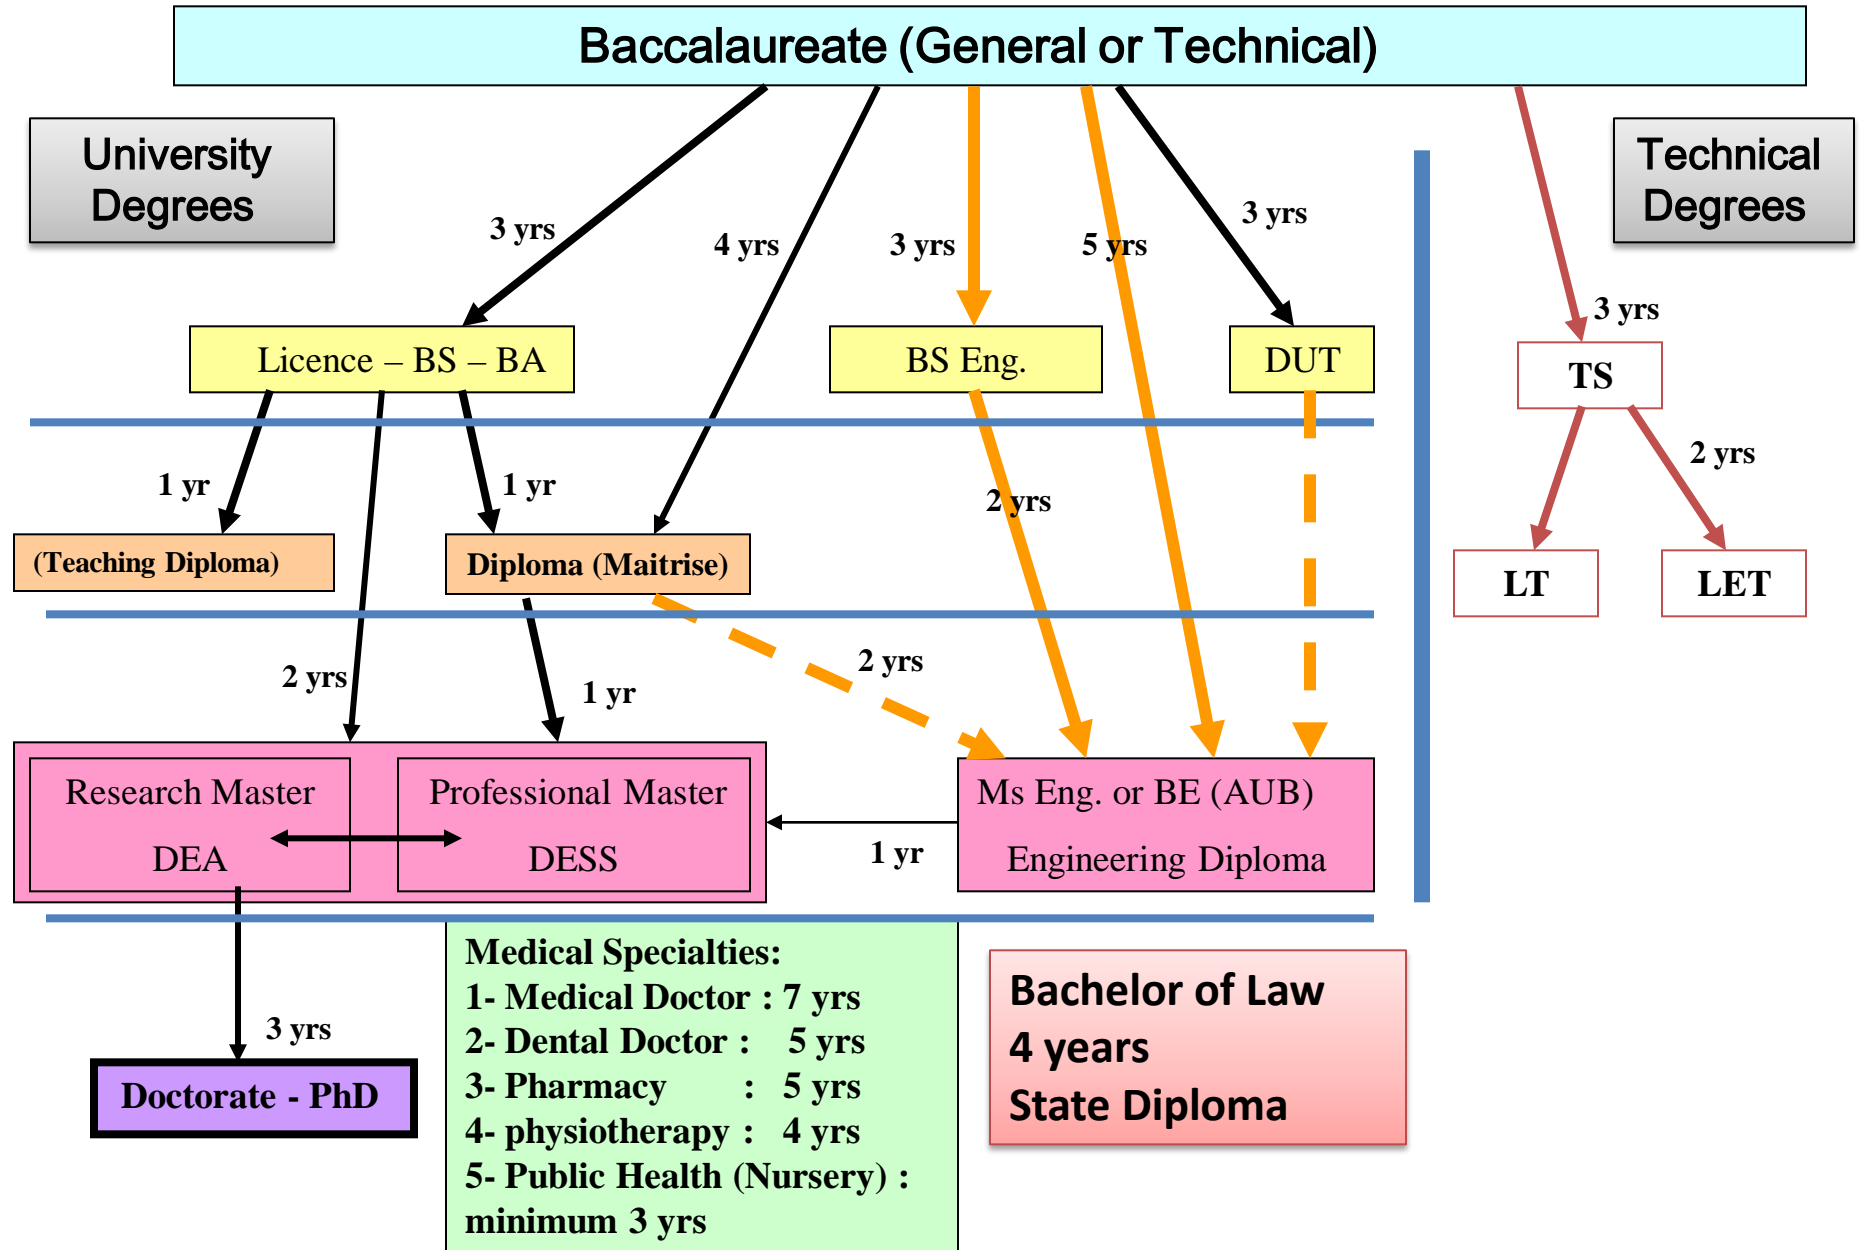 Baccalaureate (General or Technical)
University
Degrees
Technical
Degrees
3 yrs
4 yrs
3 yrs
5 yrs
3 yrs
3 yrs
Licence – BS – BA
BS Eng.
DUT
TS
1 yr
1 yr
2 yrs
2 yrs
(Teaching Diploma)
Diploma (Maitrise)
LT
LET
2 yrs
1 yr
2 yrs
Research Master
DEA
Professional Master
DESS
1 yr
Ms Eng. or BE (AUB)
Engineering Diploma
3 yrs
Doctorate - PhD
Medical Specialties:
1- Medical Doctor : 7 yrs
2- Dental Doctor : 5 yrs
3- Pharmacy : 5 yrs
4- physiotherapy : 4 yrs
5- Public Health (Nursery) :
minimum 3 yrs
Bachelor of Law
4 years
State Diploma